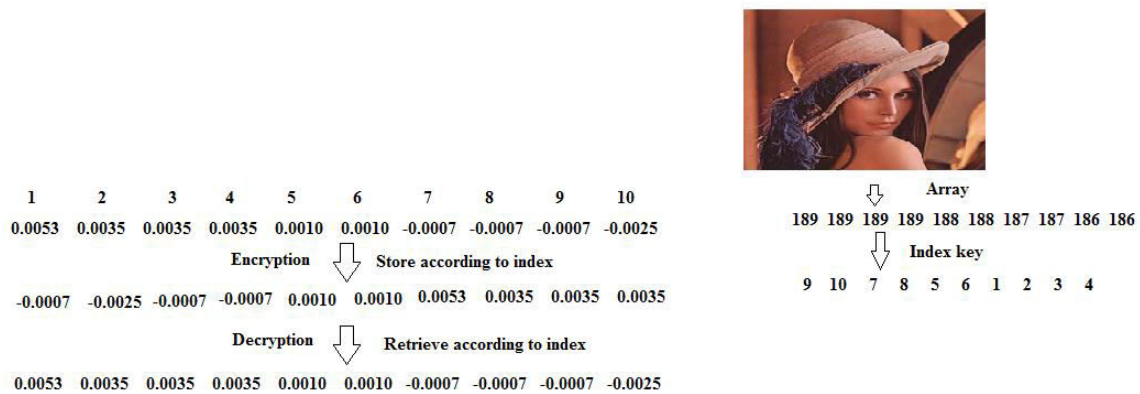 1 2 3 4 5 6 7 8 9 10
0.0053 0.0035 0.0035 0.0035 0.0010 0.0010 -0.0007 -0.0007 -0.0007 -0.0025
Encryption Store according to index
-0.0007 -0.0025 -0.0007 -0.0007 0.0010 0.0010 0.0053 0.0035 0.0035 0.0035
Decryption Retrieve according to index
0.0053 0.0035 0.0035 0.0035 0.0010 0.0010 -0.0007 -0.0007 -0.0007 -0.0025
Array
189 189 189 189 188 188 187 187 186 186
Index key
9 10 7 8 5 6 1 2 3 4